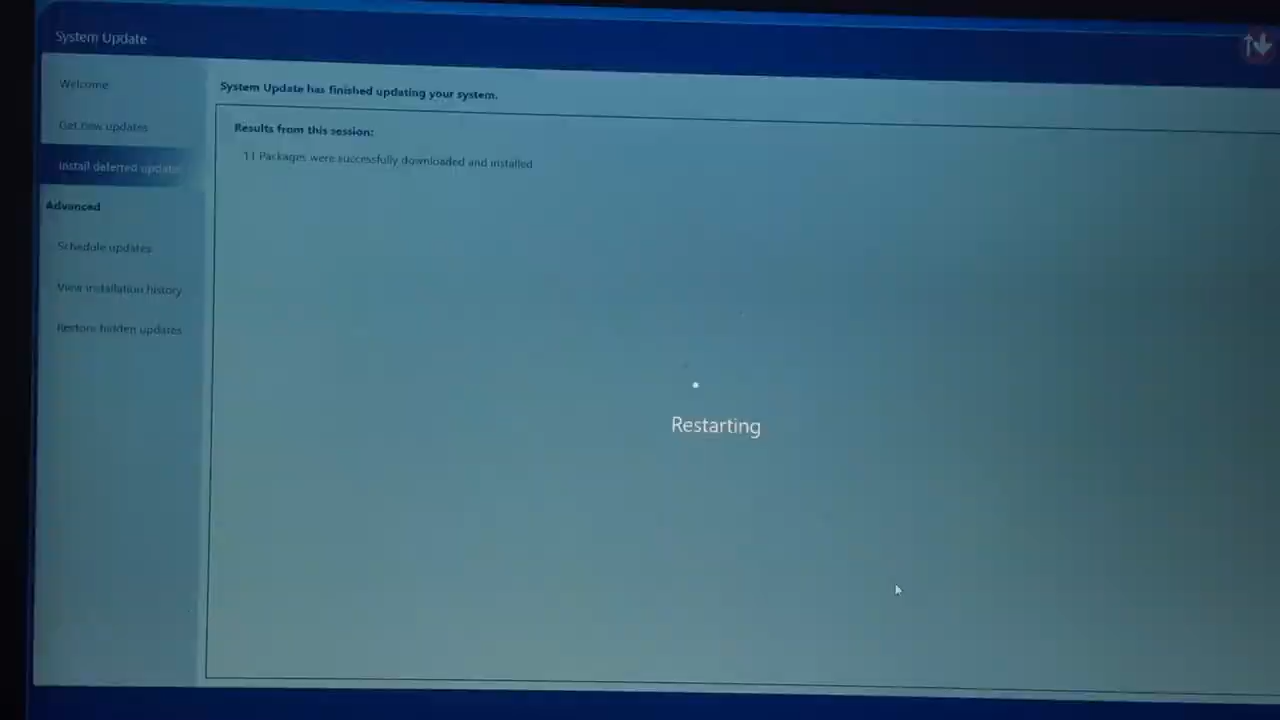 System Update
Welcome
Get new updates
Install deferred updates
System Update has finished updating your system.
Results from this session:
11 Packages were successfully downloaded and installed
Advanced
Schedule updates
View installation history
Restore hidden updates
Restarting